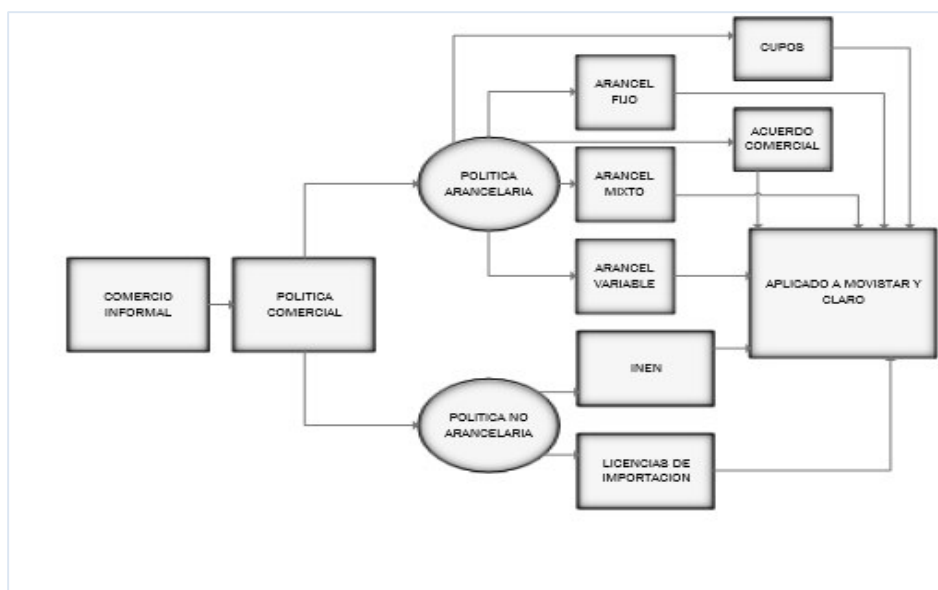 CUPOS
ARANCEL
FIJO
ACUERDO
COMERCIAL
POLITICA
ARANCELARIA
ARANCEL
MIXTO
ARANCEL
VARIABLE
COMERCIO
INFORMAL
POLITICA
COMERCIAL
APLICADO A MOVISTAR Y
CLARO
INEN
POLITICA NO
ARANCELARIA
LICENCIAS DE
IMPORTACION